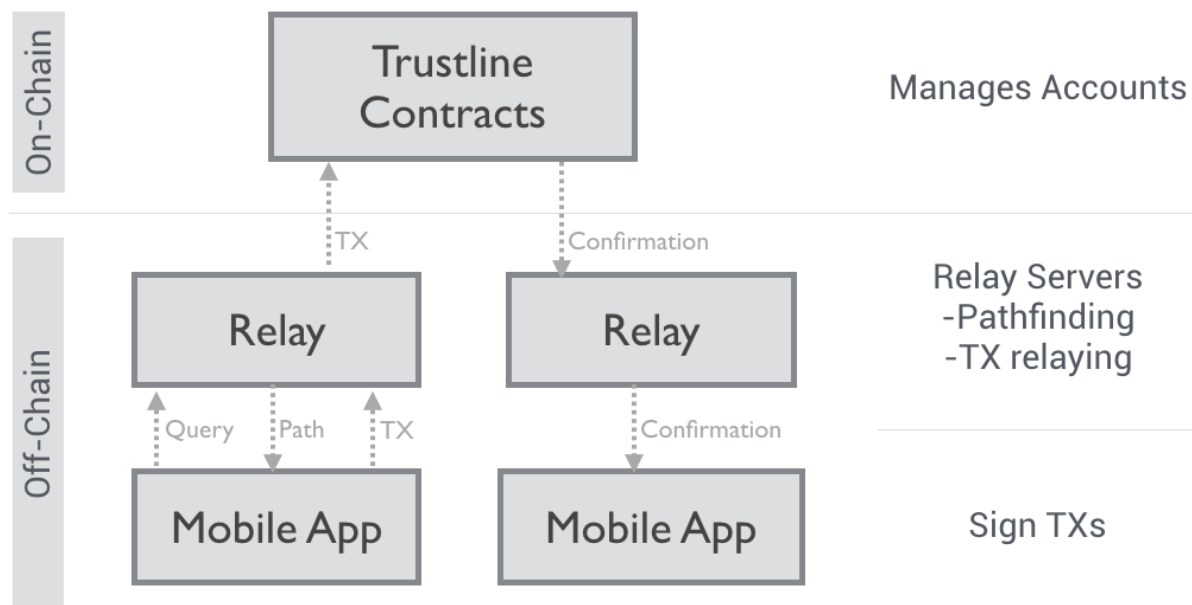 On-Chain
Trustline
Contracts
Manages Accounts
TX
Confirmation
Off-Chain
Relay
Relay
Relay Servers
-Pathfinding
-TX relaying
Query
Path
TX
Confirmation
Mobile App
Mobile App
Sign TXs